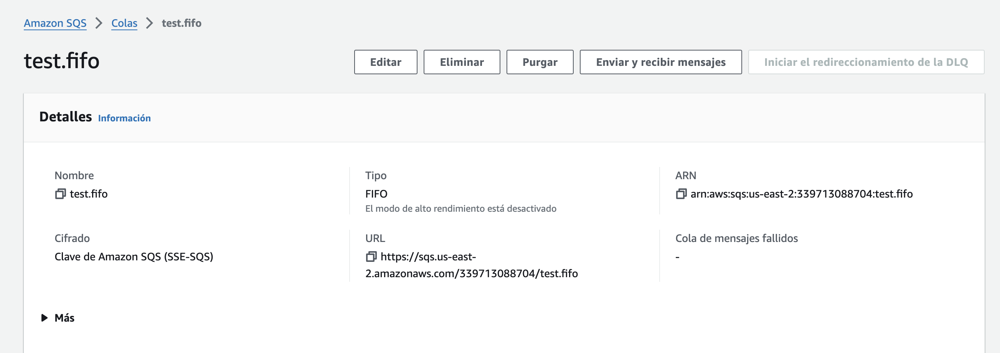 Amazon SQS > Colas > test.fifo
test.fifo
Editar
Eliminar
Purgar
Enviar y recibir mensajes
Iniciar el redireccionamiento de la DLQ
Detalles Información
Nombre
test.fifo
Tipo
FIFO
El modo de alto rendimiento está desactivado
ARN
arn:aws:sqs:us-east-2:339713088704:test.fifo
Cifrado
Clave de Amazon SQS (SSE-SQS)
URL
https://sqs.us-east-
2.amazonaws.com/339713088704/test.fifo
Cola de mensajes fallidos
-
Más